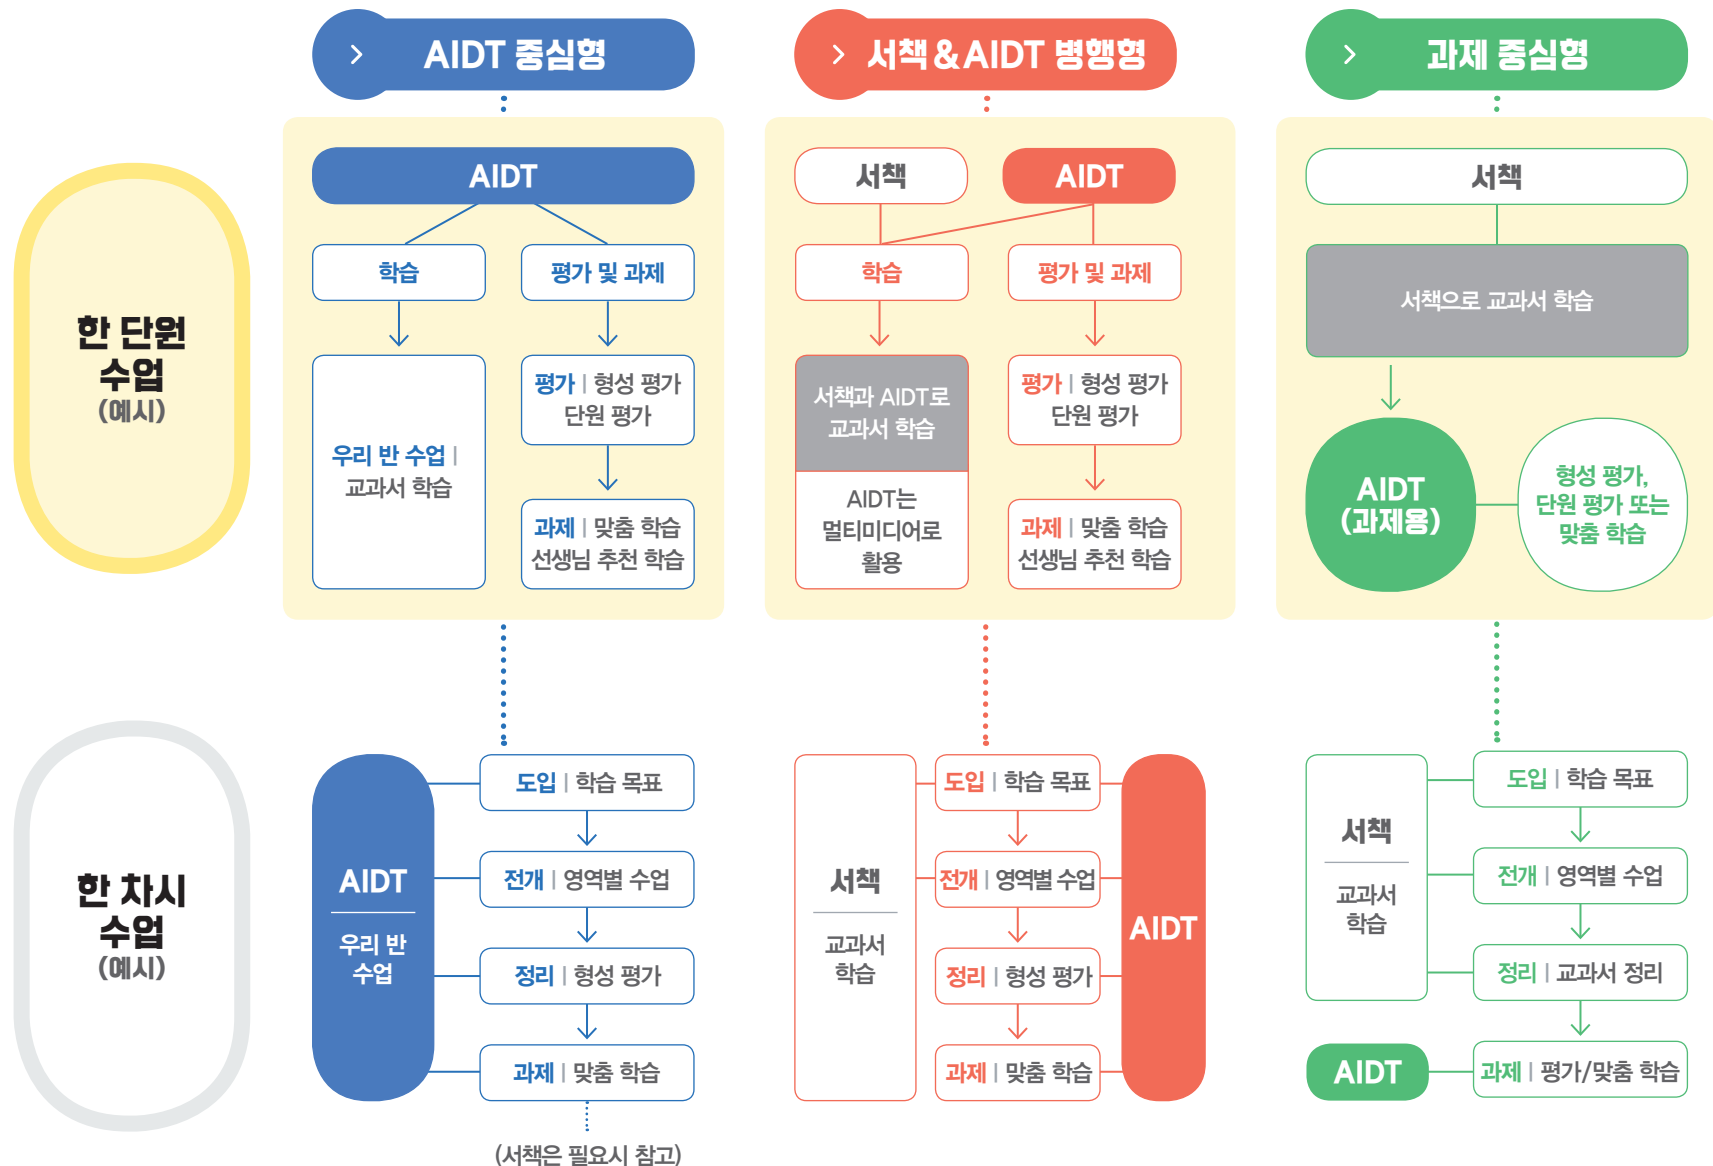 AIDT 중심형
서책 & AIDT 병행형
과제 중심형
한 단원
수업
(예시)
AIDT
학습
평가 및 과제
우리 반 수업 |
교과서 학습
평가 | 형성 평가
단원 평가
과제 | 맞춤 학습
선생님 추천 학습
서책
AIDT
학습
평가 및 과제
서책과 AIDT로
교과서 학습
AIDT는
멀티미디어로
활용
평가 | 형성 평가
단원 평가
과제 | 맞춤 학습
선생님 추천 학습
서책
서책으로 교과서 학습
AIDT
(과제용)
형성 평가,
단원 평가 또는
맞춤 학습
한 차시
수업
(예시)
AIDT
우리 반
수업
도입 | 학습 목표
전개 | 영역별 수업
정리 | 형성 평가
과제 | 맞춤 학습
(서책은 필요시 참고)
서책
교과서
학습
도입 | 학습 목표
전개 | 영역별 수업
정리 | 형성 평가
과제 | 맞춤 학습
AIDT
서책
교과서
학습
도입 | 학습 목표
전개 | 영역별 수업
정리 | 교과서 정리
AIDT
과제 | 평가/맞춤 학습